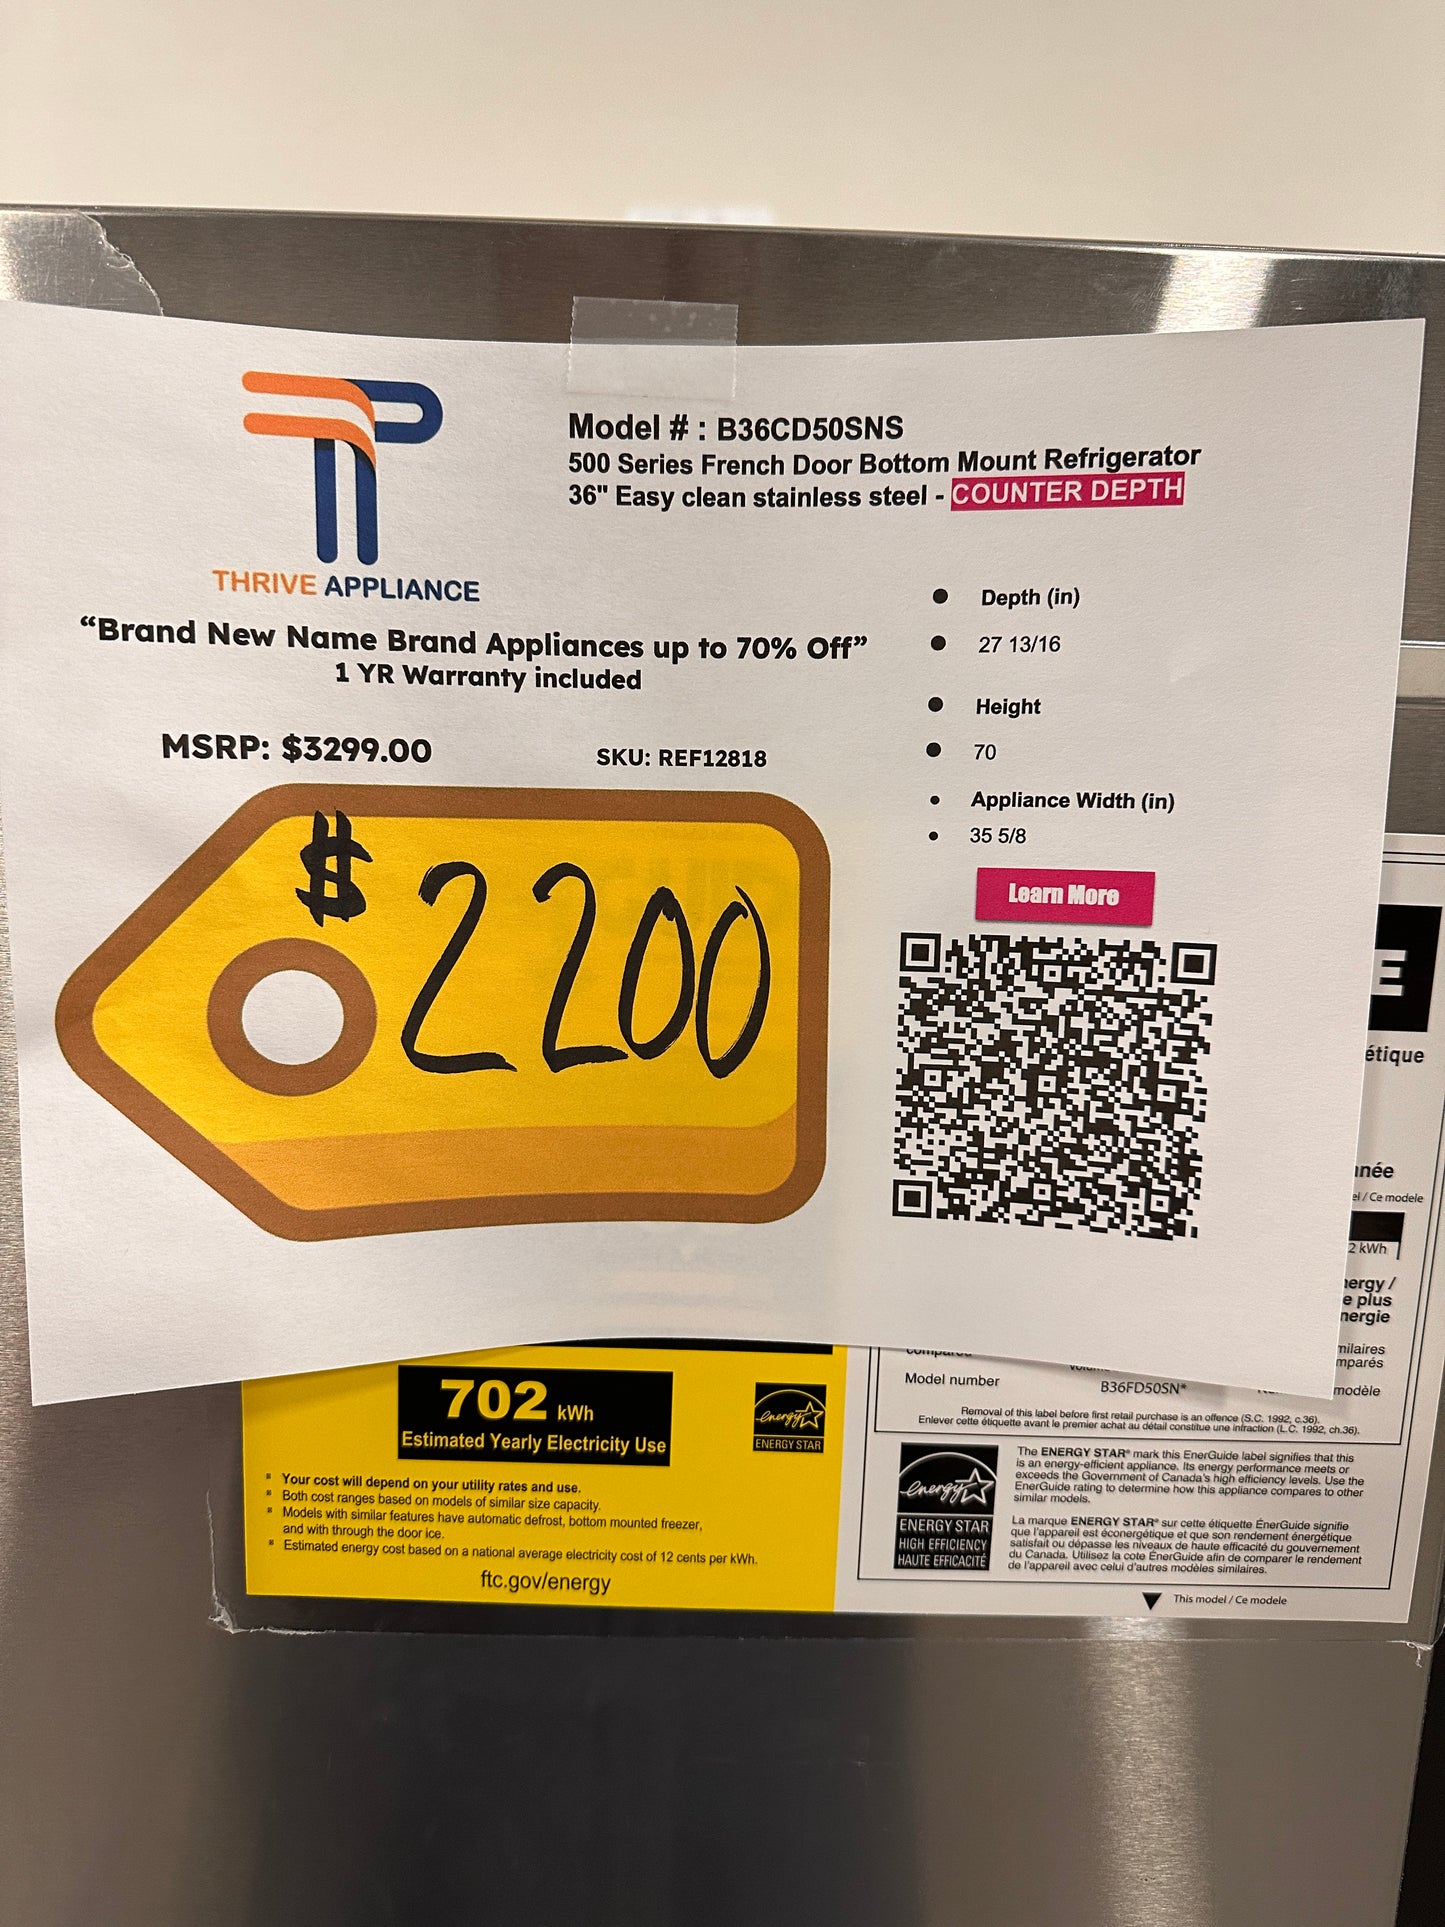 THRIVE APPLIANCE
Model # : B36CD50SNS
500 Series French Door Bottom Mount Refrigerator
36" Easy clean stainless steel - COUNTER DEPTH
“Brand New Name Brand Appliances up to 70% Off”
1 YR Warranty included
MSRP: $3299.00
SKU: REF12818
$ 2200
Depth (in)
27 13/16
Height
70
Appliance Width (in)
35 5/8
Learn More
702 kWh
Estimated Yearly Electricity Use
energy
ENERGY STAR
Your cost will depend on your utility rates and use.
Both cost ranges based on models of similar size capacity.
Models with similar features have automatic defrost, bottom mounted freezer,
and with through the door ice.
Estimated energy cost based on a national average electricity cost of 12 cents per kWh.
ftc.gov/energy
E
étique
/ Ce modele
2 kWh
e plus
Model number
B36FD50SN*
modèle
Removal of this label before first retail purchase is an offence (S.C. 1992, c.36).
Enlever cette étiquette avant le premier achat au détail constitue une infraction (L.C. 1992, ch.36).
energy
ENERGY STAR
HIGH EFFICIENCY
HAUTE EFFICACITÉ
The ENERGY STAR® mark this EnerGuide label signifies that this
is an energy-efficient appliance. Its energy performance meets or
exceeds the Government of Canada's high efficiency levels. Use the
EnerGuide rating to determine how this appliance compares to other
similar models.
La marque ENERGY STAR® sur cette étiquette ÉnerGuide signifie
que l'appareil est éconergétique et que son rendement énergétique
satisfait ou dépasse les niveaux de haute efficacité du gouvernement
du Canada. Utilisez la cote ÉnerGuide afin de comparer le rendement
de l'appareil avec celui d'autres modèles similaires.
This model / Ce modele